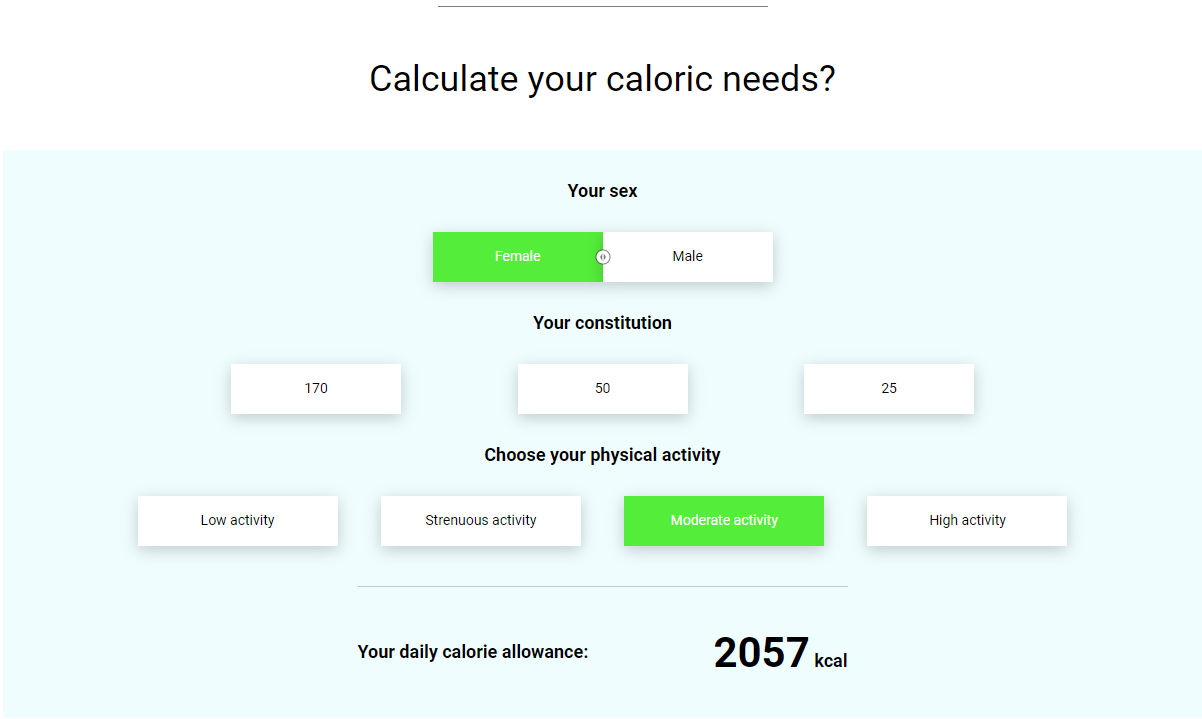 Calculate your caloric needs?
Your sex
Female Male
Your constitution
170 50 25
Choose your physical activity
Low activity Strenuous activity Moderate activity High activity
Your daily calorie allowance: 2057 kcal